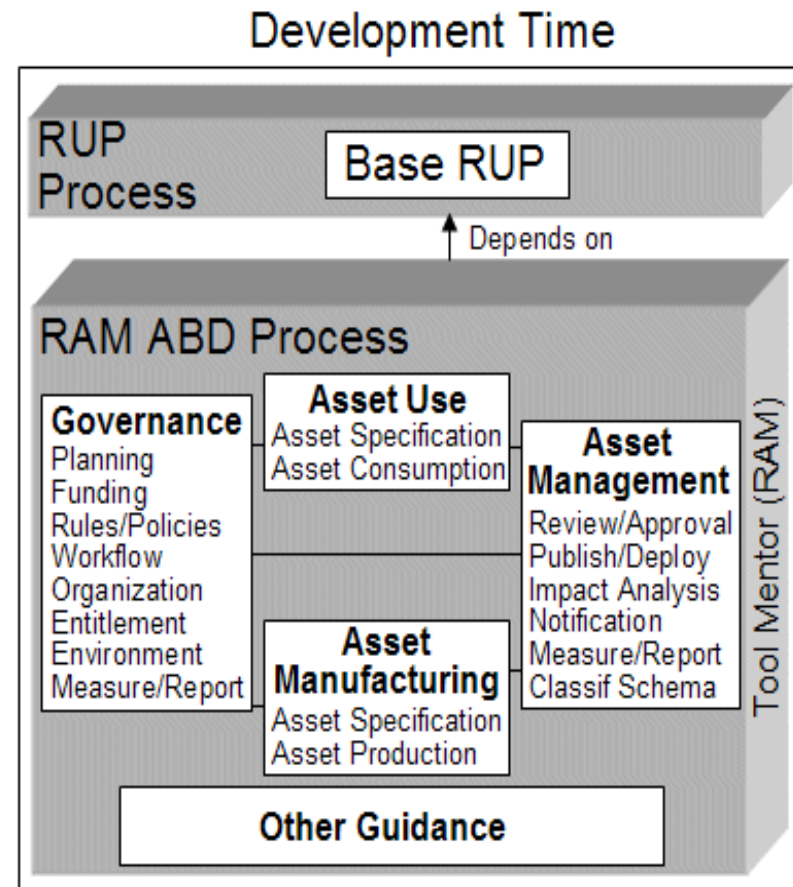 Development Time
RUP
Process
Base RUP
Depends on
RAM ABD Process
Governance
Planning
Funding
Rules/Policies
Workflow
Organization
Entitlement
Environment
Measure/Report
Asset Use
Asset Specification
Asset Consumption
Asset
Manufacturing
Asset Specification
Asset Production
Asset
Management
Review/Approval
Publish/Deploy
Impact Analysis
Notification
Measure/Report
Classif Schema
Tool Mentor (RAM)
Other Guidance